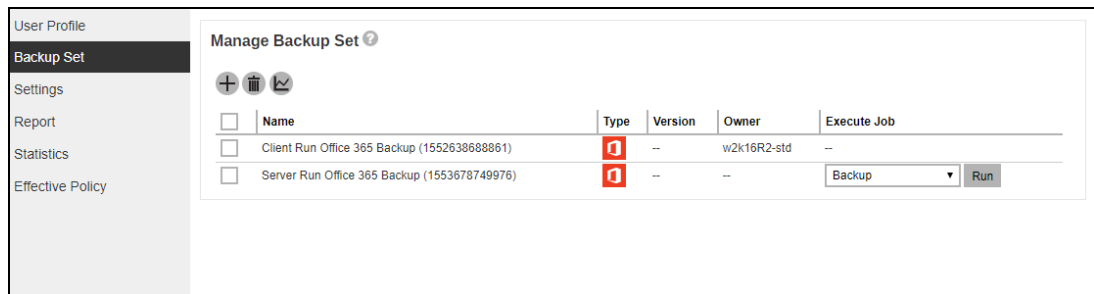 User Profile
Backup Set
Settings
Report
Statistics
Effective Policy
Manage Backup Set ?
Name Type Version Owner Execute Job
Client Run Office 365 Backup (1552638688861) -- w2k16R2-std --
Server Run Office 365 Backup (1553678749976) -- -- Backup Run